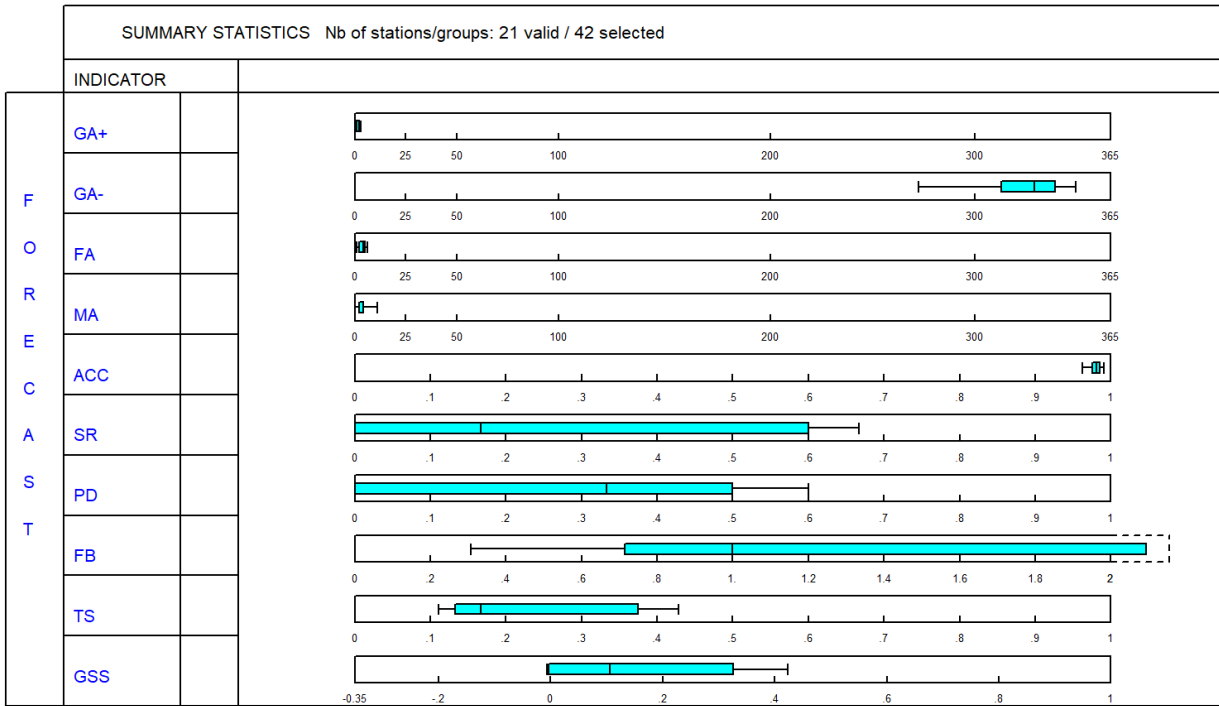 SUMMARY STATISTICS Nb of stations/groups: 21 valid / 42 selected
INDICATOR
FORECAST
GA+
0 25 50 100 200 300 365
GA-
0 25 50 100 200 300 365
FA
0 25 50 100 200 300 365
MA
0 25 50 100 200 300 365
ACC
0 .1 .2 .3 .4 .5 .6 .7 .8 .9 1
SR
0 .1 .2 .3 .4 .5 .6 .7 .8 .9 1
PD
0 .1 .2 .3 .4 .5 .6 .7 .8 .9 1
FB
0 .2 .4 .6 .8 1. 1.2 1.4 1.6 1.8 2
TS
0 .1 .2 .3 .4 .5 .6 .7 .8 .9 1
GSS
-0.35 -.2 0 .2 .4 .6 .8 1